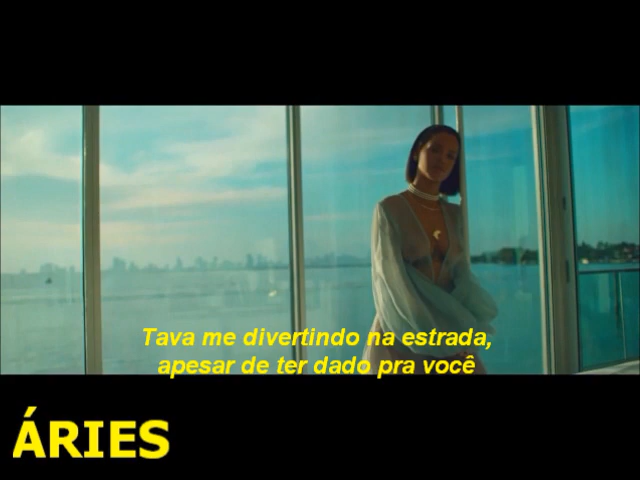 Tava me divertindo na estrada,
apesar de ter dado pra você
ÁRIES